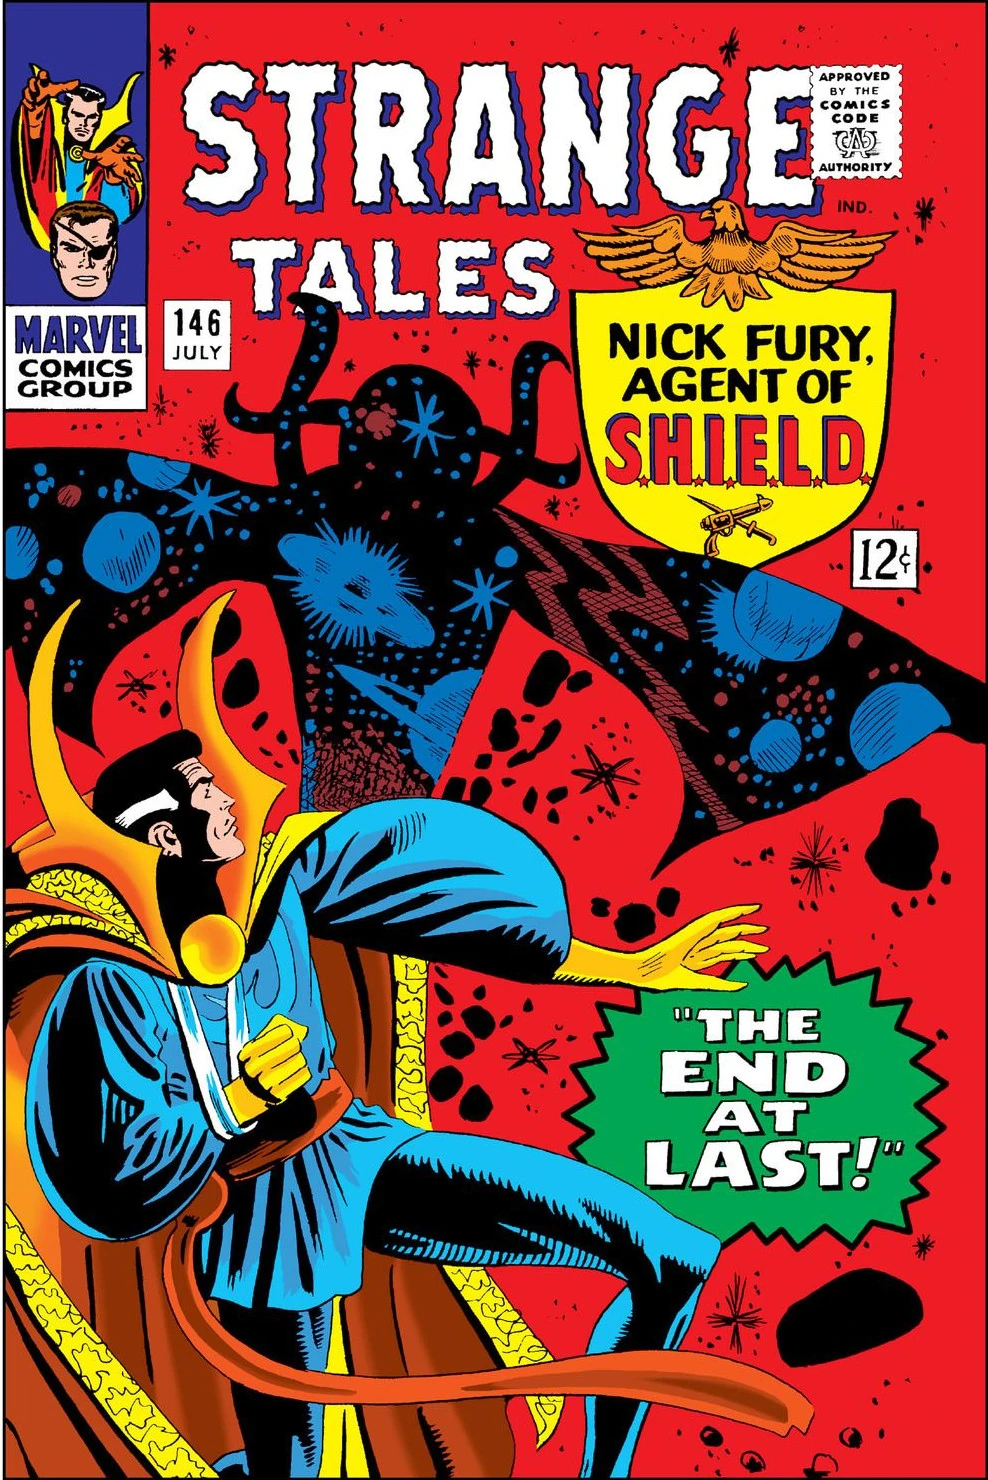 STRANGE
TALES
APPROVED
BY THE
COMICS
CODE
CA
AUTHORITY
IND.
MARVEL
COMICS
GROUP
146
JULY
NICK FURY,
AGENT OF
S.H.I.E.L.D.
12¢
"THE
END
AT
LAST!"